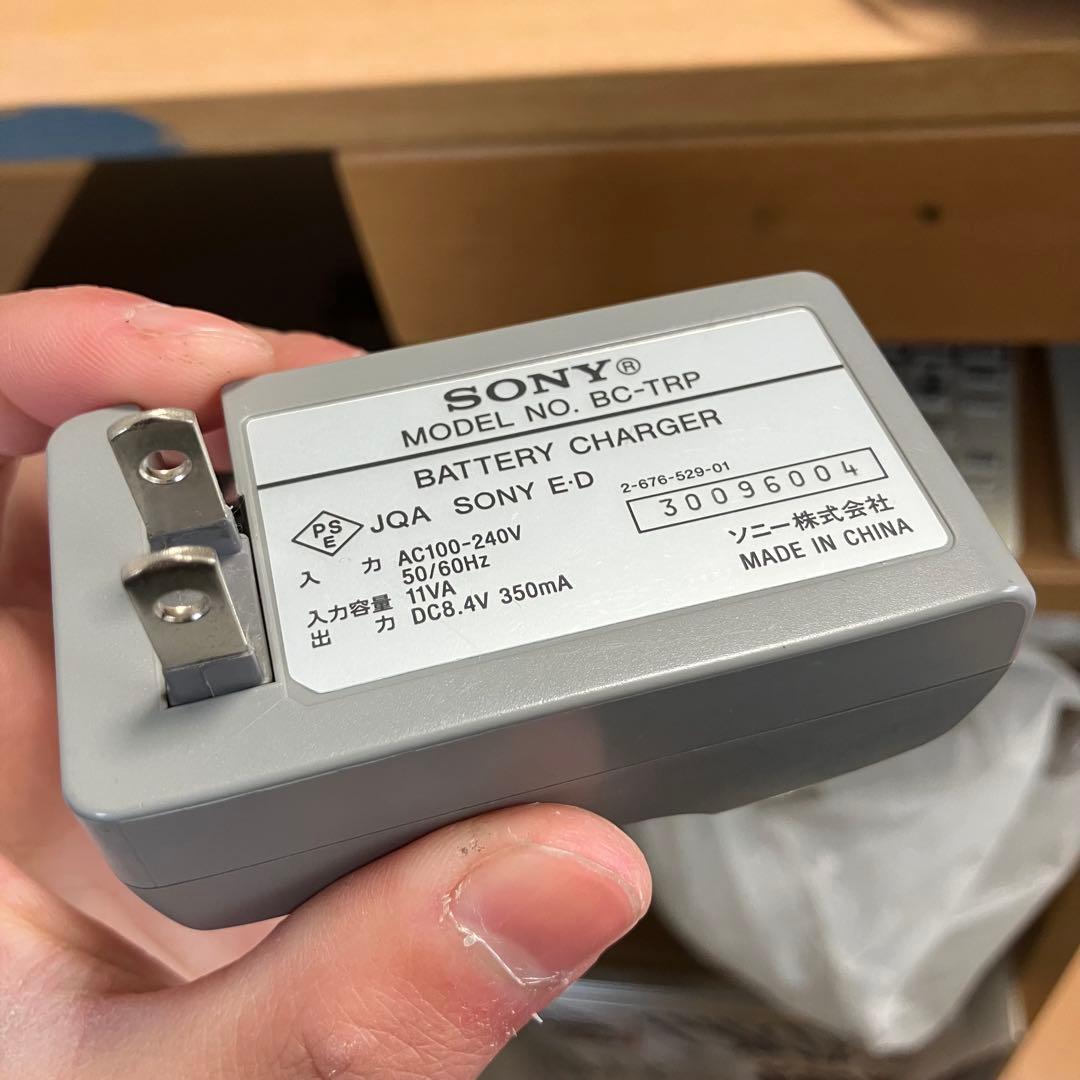 SONY®
MODEL NO. BC-TRP
BATTERY CHARGER
PSE JQA SONY E·D
2-676-529-01
30096004
入力 AC100-240V
50/60Hz
入力容量 11VA
出力 DC8.4V 350mA
ソニー株式会社
MADE IN CHINA